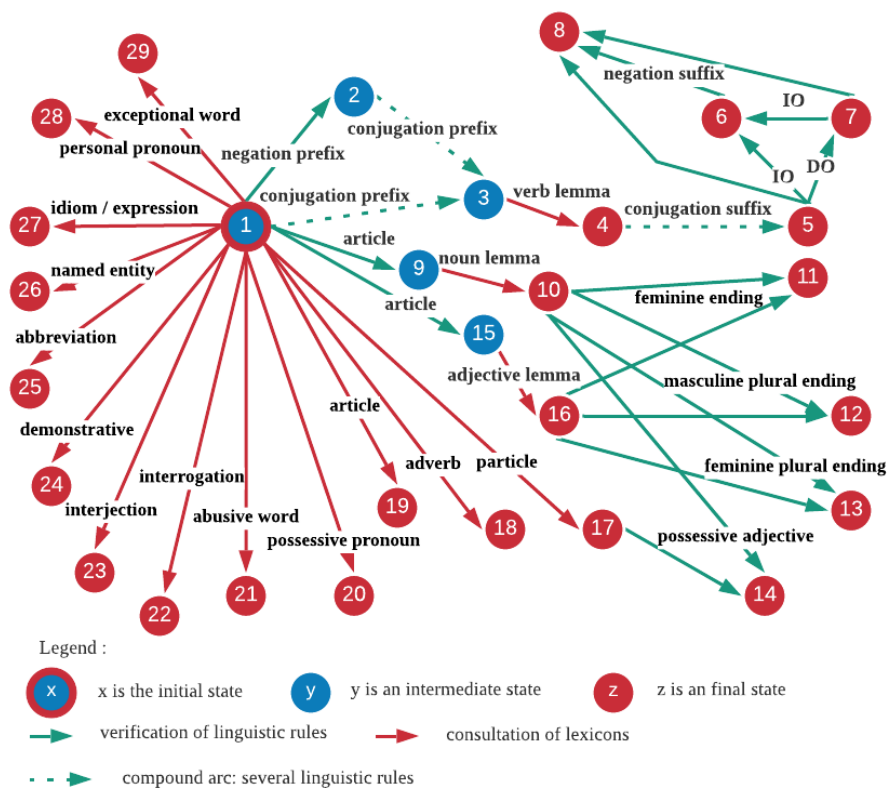 8
29
negation suffix
2
IO
28
exceptional word
6
7
conjugation prefix
personal pronoun
negation prefix
IO
DO
conjugation prefix
verb lemma
3
idiom / expression
conjugation suffix
27
1
4
5
article
noun lemma
named entity
9
11
26
10
feminine ending
article
abbreviation
15
adjective lemma
masculine plural ending
25
article
16
12
demonstrative
adverb
particle
feminine plural ending
interrogation
24
19
13
interjection
abusive word
18
17
possessive adjective
possessive pronoun
23
21
20
14
22
Legend :
x
x is the initial state
y
y is an intermediate state
z
z is an final state
verification of linguistic rules
consultation of lexicons
compound arc: several linguistic rules